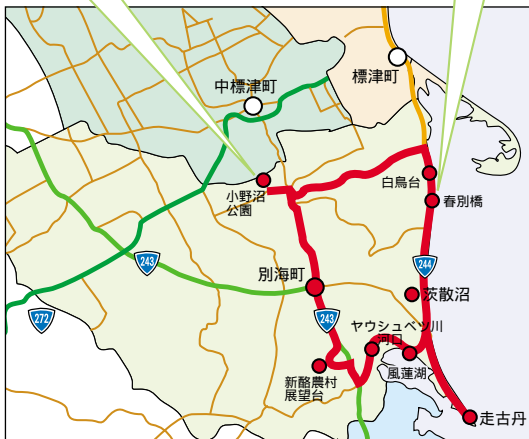 標津町
中標津町
白鳥台
小野沼
公園
春別橋
243
244
別海町
茨散沼
272
243
ヤウシュベツ川
河口
風蓮湖
新酪農村
展望台
走古丹